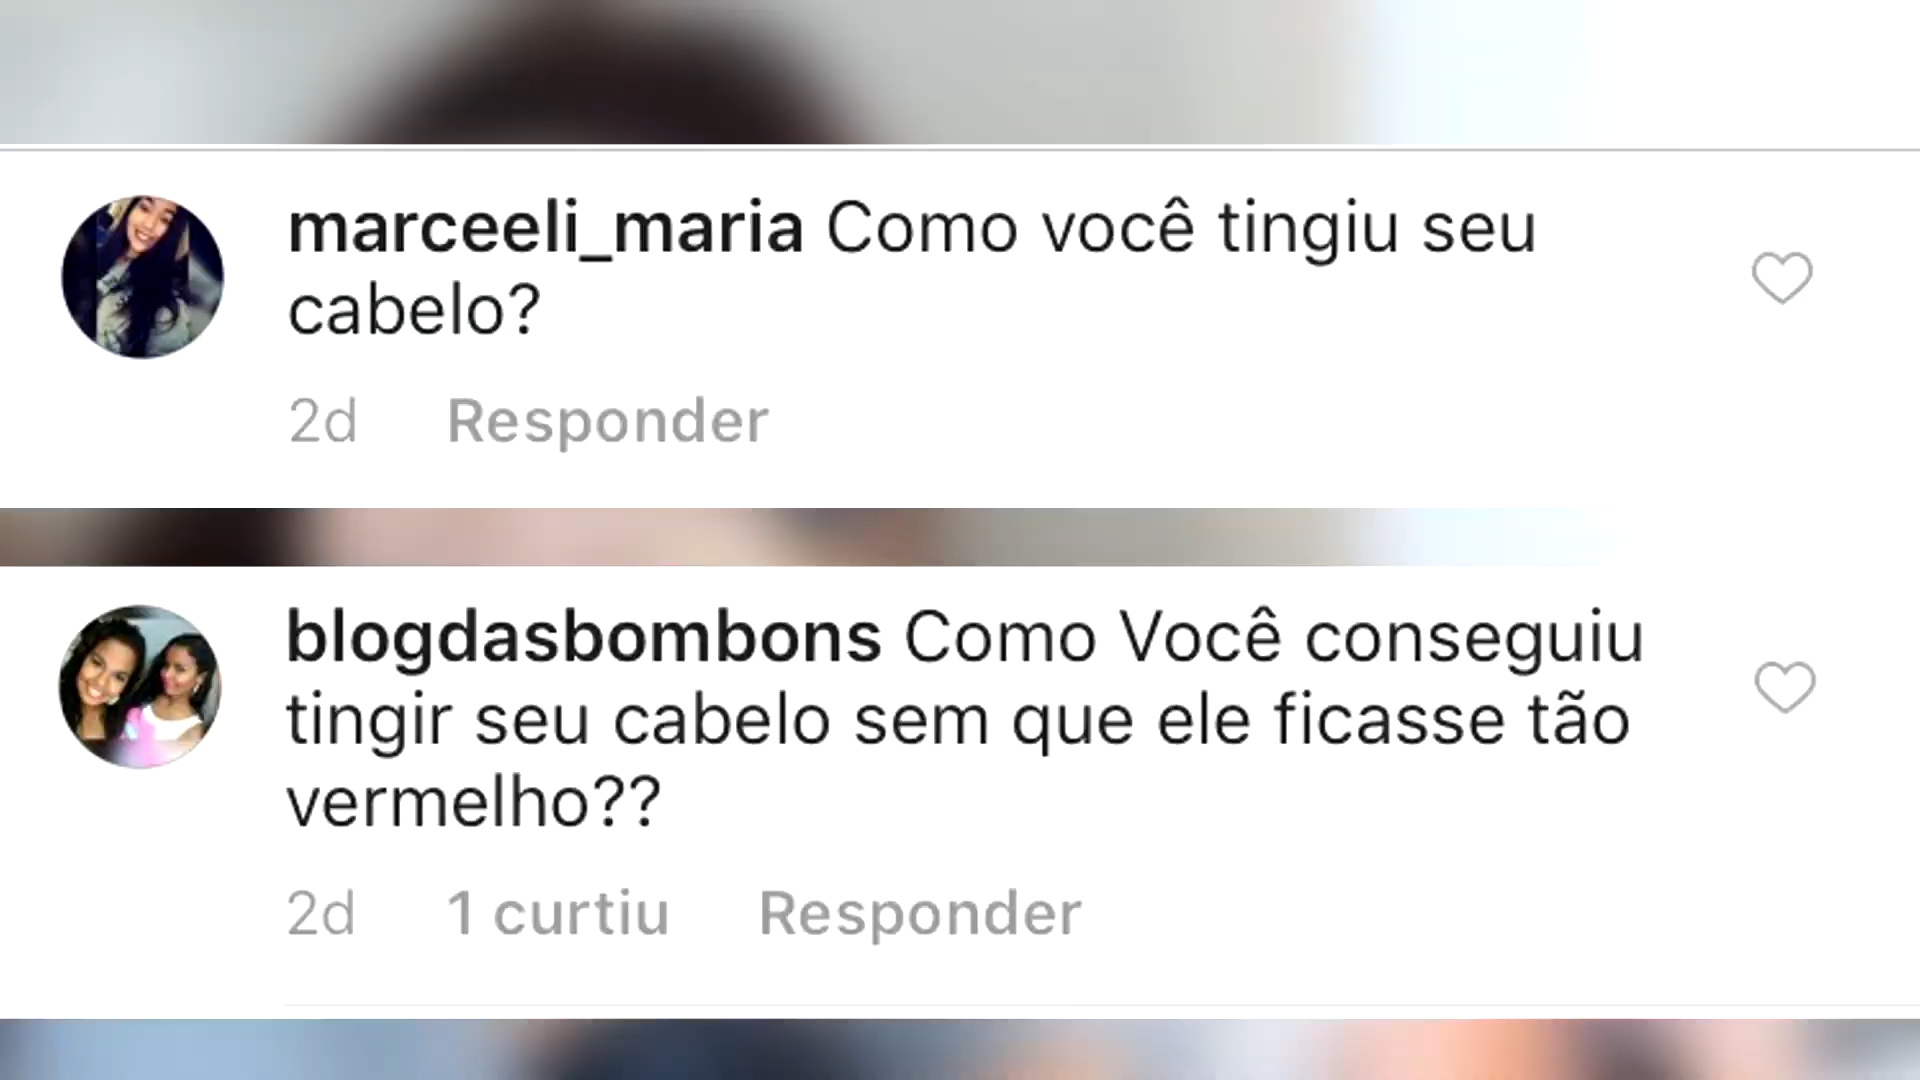 marceeli_maria Como você tingiu seu
cabelo?
2d Responder
blogdasbombons Como Você conseguiu
tingir seu cabelo sem que ele ficasse tão
vermelho??
2d 1 curtiu Responder